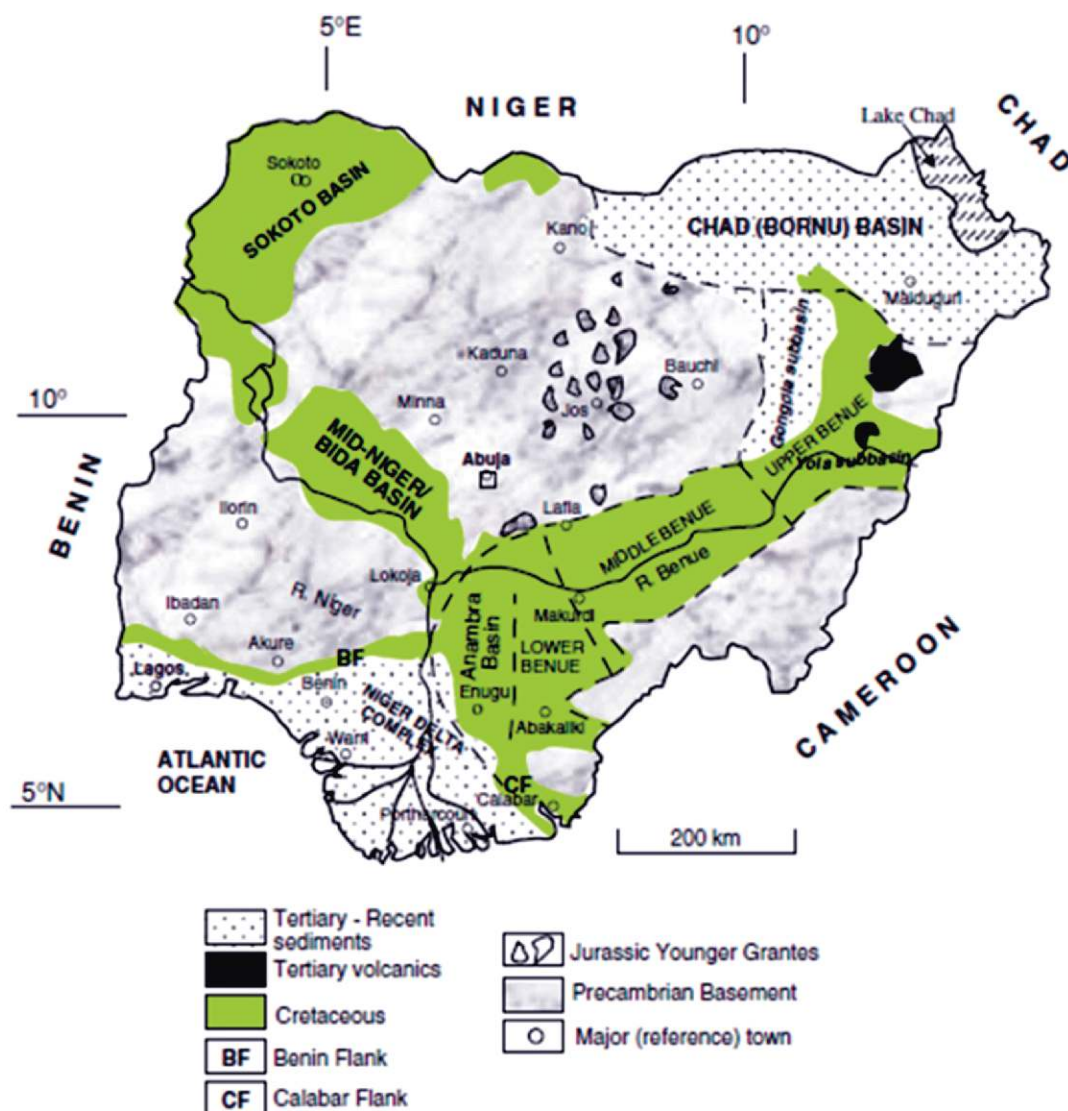 5°E
10°
NIGER
CHAD
Lake Chad
Sokoto
SOKOTO BASIN
Kano
CHAD (BORNU) BASIN
Maiduguri
Gongola subbasin
Kaduna
Bauchi
Minna
Jos
10°
MID-NIGER/
BIDA BASIN
Abuja
UPPER BENUE
Yola subbasin
BENIN
Ilorin
Lafia
MIDDLE BENUE
R. Benue
Lokoja
R. Niger
Ibadan
Makurdi
Anambra
Basin
LOWER
BENUE
Akure
BF
Lagos
Benin
Enugu
Abakaliki
NIGER DELTA
COMPLEX
Warri
CAMEROON
ATLANTIC
OCEAN
CF
Calabar
5°N
Portharcourt
200 km
Tertiary - Recent
sediments
Tertiary volcanics
Cretaceous
BF Benin Flank
CF Calabar Flank
Jurassic Younger Grantes
Precambrian Basement
Major (reference) town